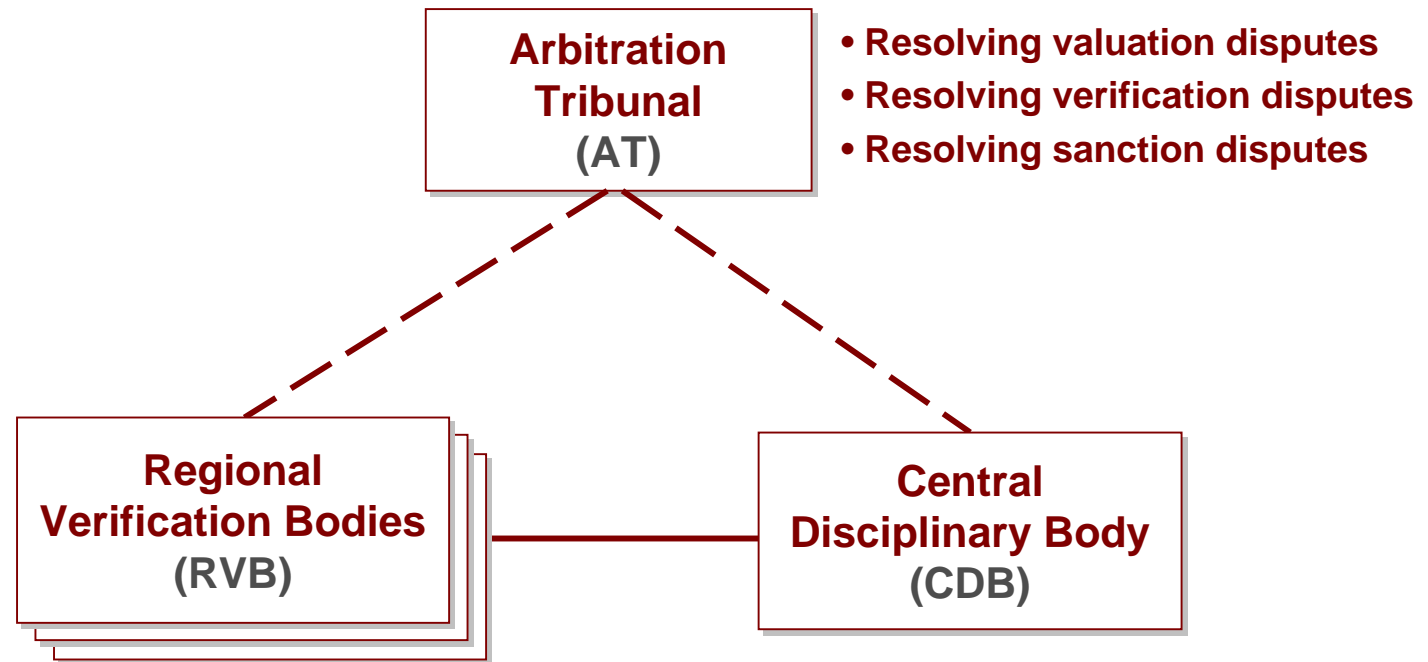 Arbitration
Tribunal
(AT)
• Resolving valuation disputes
• Resolving verification disputes
• Resolving sanction disputes
Regional
Verification Bodies
(RVB)
Central
Disciplinary Body
(CDB)